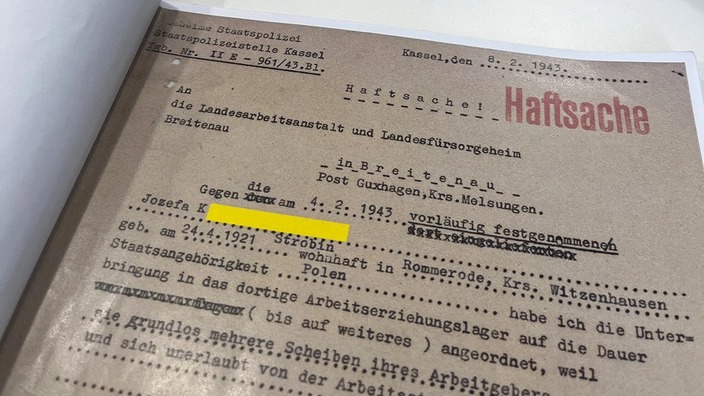 heime Staatspolizei
Staatspolizeistelle Kassel
Tgb. Nr. II E - 961/43.Bl.
Kassel, den 8. 2. 1943.
Haftsache!
Haftsache
An
die Landesarbeitsanstalt und Landesfürsorgeheim
Breitenau
in Breitenau
Post Guxhagen, Krs. Melsungen.
Gegen die am 4. 2. 1943 vorläufig festgenommenen
Jozefa K
geb. am 24.4.1921 Strobin wohnhaft in Rommerode, Krs. Witzenhausen
Staatsangehörigkeit Polen habe ich die Unter=
bringung in das dortige Arbeitserziehungslager auf die Dauer
( bis auf weiteres ) angeordnet, weil
sie grundlos mehrere Scheiben ihres Arbeitgebers
und sich unerlaubt von der